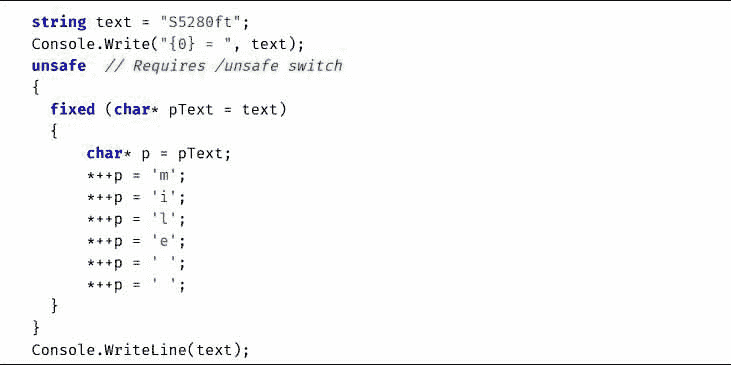 string text = "S5280ft";
Console.Write("{0} = ", text);
unsafe  // Requires /unsafe switch
{
  fixed (char* pText = text)
  {
      char* p = pText;
      *++p = 'm';
      *++p = 'i';
      *++p = 'l';
      *++p = 'e';
      *++p = ' ';
      *++p = ' ';
  }
}
Console.WriteLine(text);